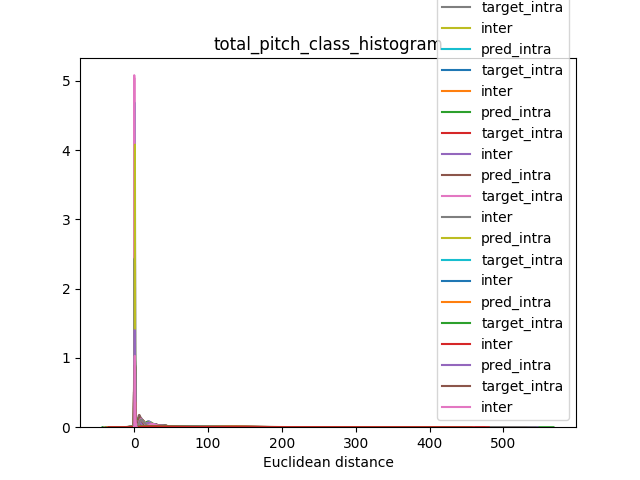 total_pitch_class_histogram
target_intra
inter
pred_intra
target_intra
inter
pred_intra
target_intra
inter
pred_intra
target_intra
inter
pred_intra
target_intra
inter
pred_intra
target_intra
inter
pred_intra
target_intra
inter
5
4
3
2
1
0
0 100 200 300 400 500
Euclidean distance